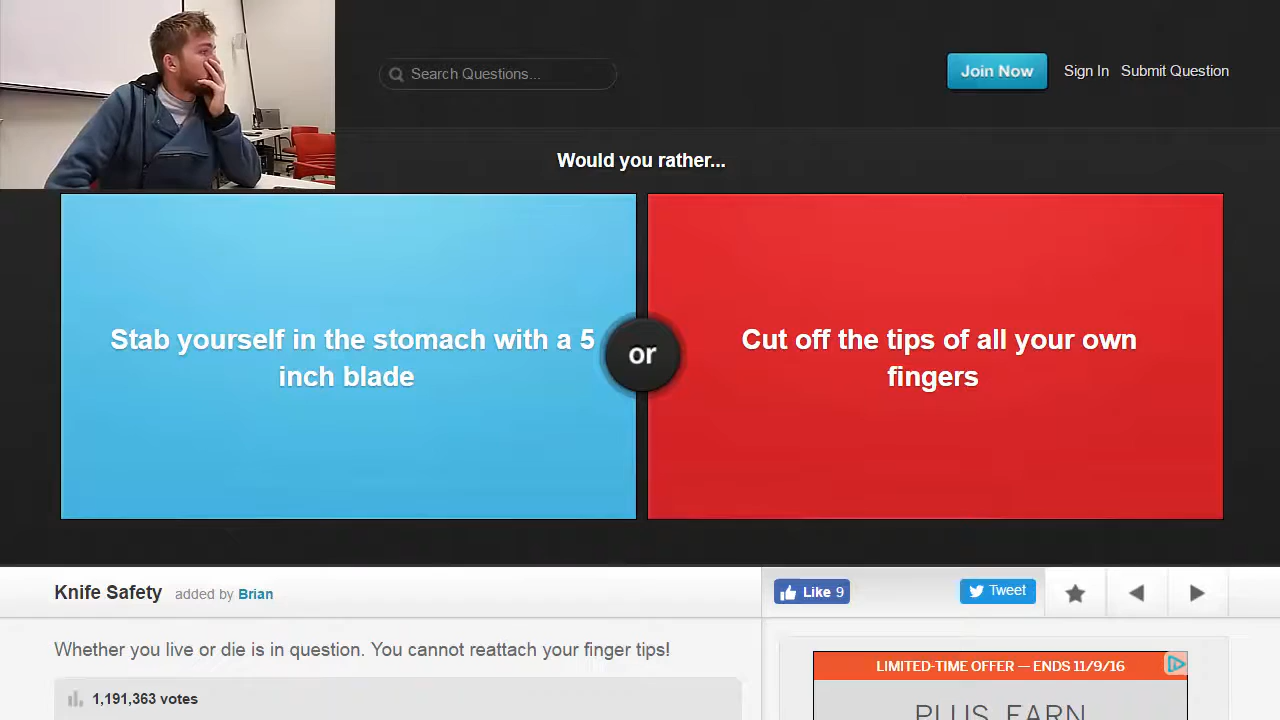 Search Questions...
Join Now
Sign In
Submit Question
Would you rather...
Stab yourself in the stomach with a 5
inch blade
or
Cut off the tips of all your own
fingers
Knife Safety added by Brian
Like 9
Tweet
Whether you live or die is in question. You cannot reattach your finger tips!
1,191,363 votes
LIMITED-TIME OFFER — ENDS 11/9/16
PLUS, EARN